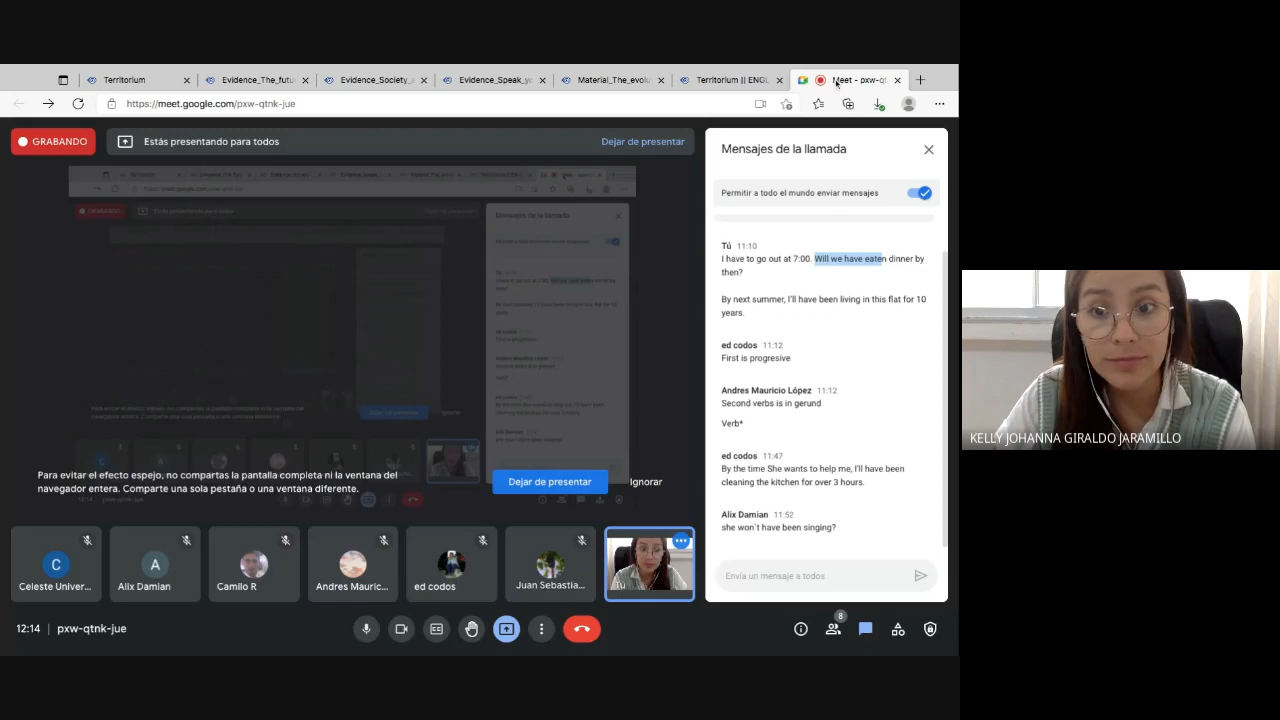 Territorium
Evidence_The_futu
Evidence_Society_
Evidence_Speak_yo
Material_The_evolu
Territorium || ENGL
Meet - pxw-qt
https://meet.google.com/pxw-qtnk-jue
GRABANDO
Estás presentando para todos
Dejar de presentar
Mensajes de la llamada
Permitir a todo el mundo enviar mensajes
Tú 11:10
I have to go out at 7:00. Will we have eaten dinner by
then?
By next summer, I'll have been living in this flat for 10
years.
ed codos 11:12
First is progresive
Andres Mauricio López 11:12
Second verbs is in gerund
Verb*
ed codos 11:47
By the time She wants to help me, I'll have been
cleaning the kitchen for over 3 hours.
Alix Damian 11:52
she won`t have been singing?
Envía un mensaje a todos
Para evitar el efecto espejo, no compartas la pantalla completa ni la ventana del
navegador entera. Comparte una sola pestaña o una ventana diferente.
Dejar de presentar
Ignorar
C
A
Celeste Univer...
Alix Damian
Camilo R
Andres Mauric...
ed codos
Juan Sebastia...
Tú
12:14 | pxw-qtnk-jue
8
KELLY JOHANNA GIRALDO JARAMILLO